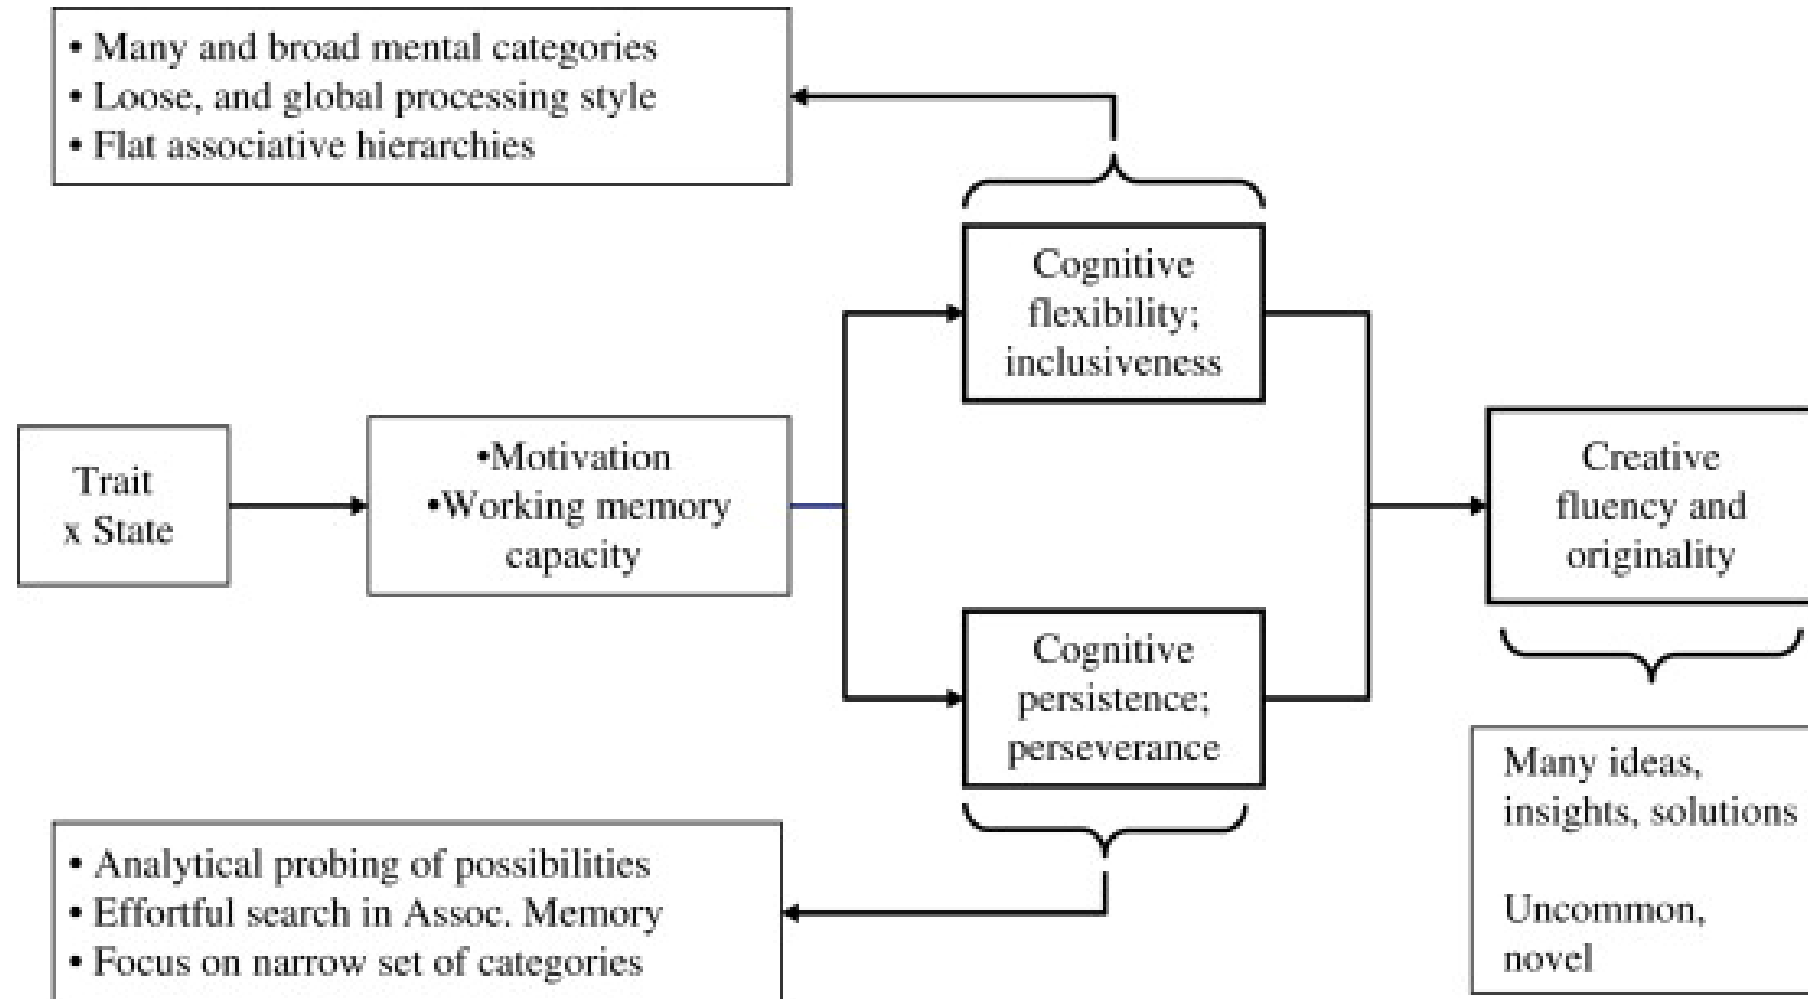 • Many and broad mental categories
• Loose, and global processing style
• Flat associative hierarchies
Cognitive
flexibility;
inclusiveness
Trait
x State
•Motivation
•Working memory
capacity
Creative
fluency and
originality
Cognitive
persistence;
perseverance
Many ideas,
insights, solutions
Uncommon,
novel
• Analytical probing of possibilities
• Effortful search in Assoc. Memory
• Focus on narrow set of categories